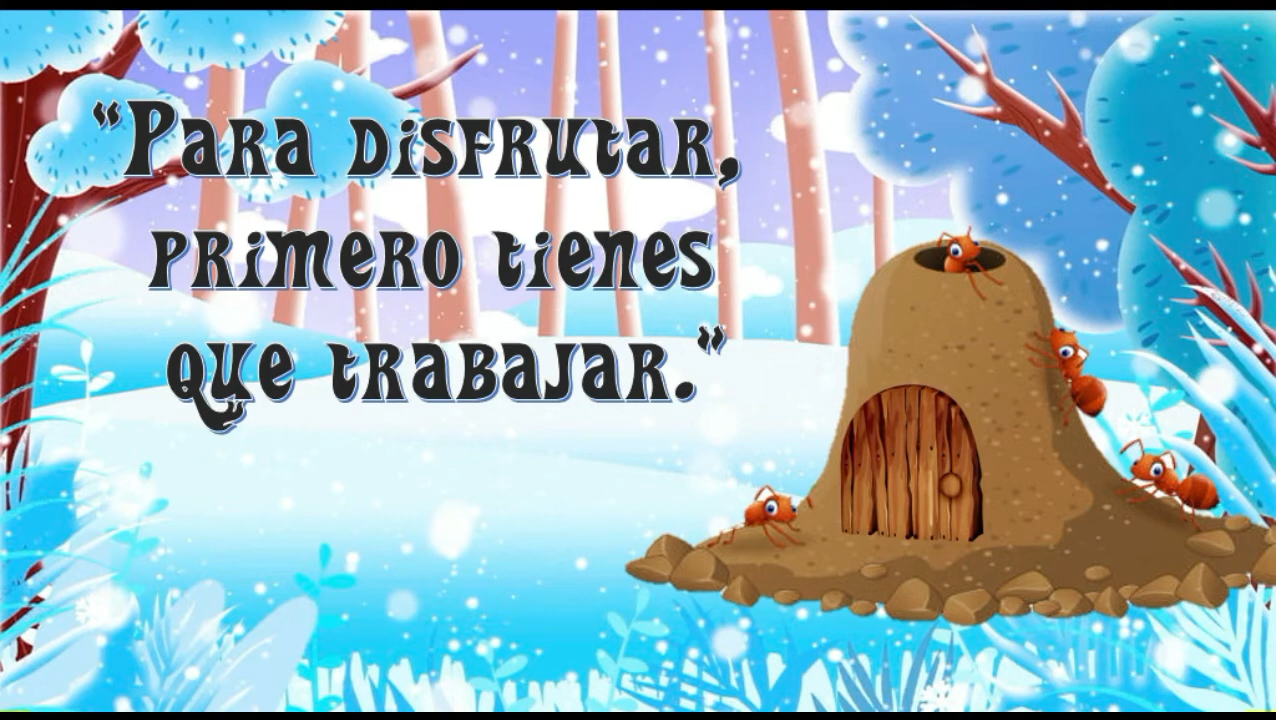 “Para disfrutar,
primero tienes
que trabajar.”